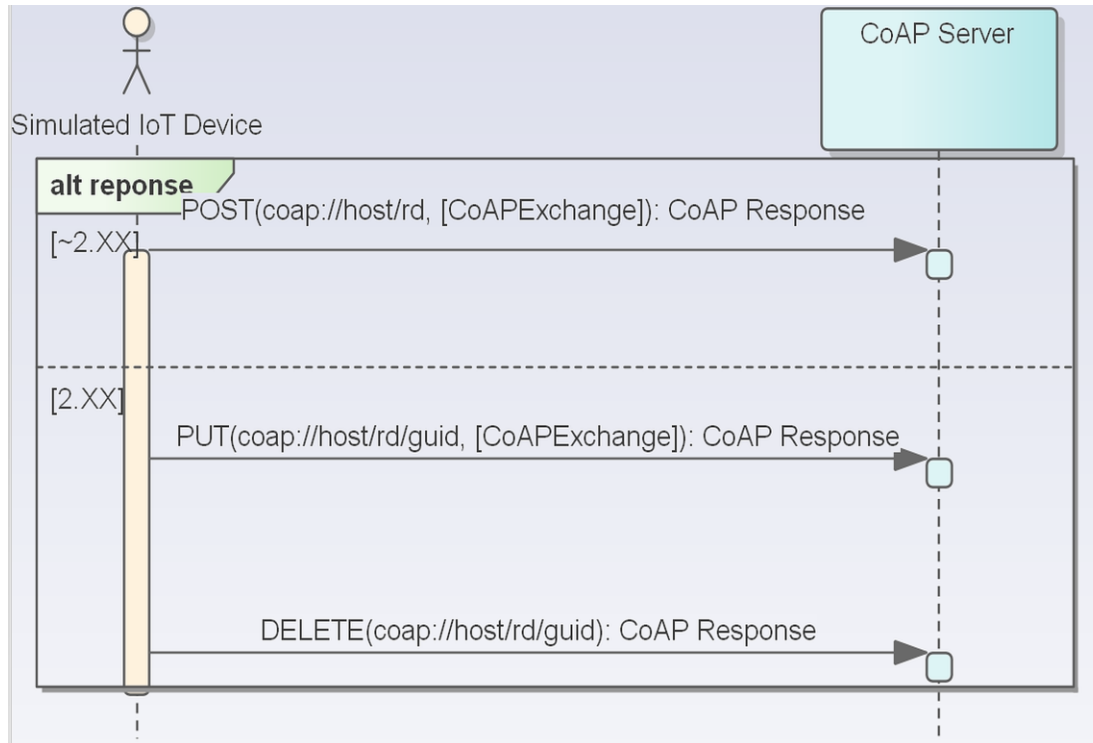 CoAP Server
Simulated IoT Device
alt reponse
POST(coap://host/rd, [CoAPExchange]): CoAP Response
[~2.XX]
[2.XX]
PUT(coap://host/rd/guid, [CoAPExchange]): CoAP Response
DELETE(coap://host/rd/guid): CoAP Response